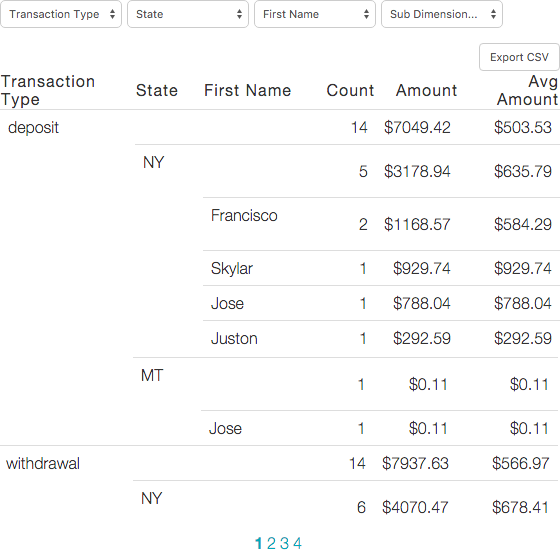 Transaction Type State First Name Sub Dimension...
Export CSV
Transaction Type State First Name Count Amount Avg Amount
deposit 14 $7049.42 $503.53
NY 5 $3178.94 $635.79
Francisco 2 $1168.57 $584.29
Skylar 1 $929.74 $929.74
Jose 1 $788.04 $788.04
Juston 1 $292.59 $292.59
MT 1 $0.11 $0.11
Jose 1 $0.11 $0.11
withdrawal 14 $7937.63 $566.97
NY 6 $4070.47 $678.41
1 2 3 4